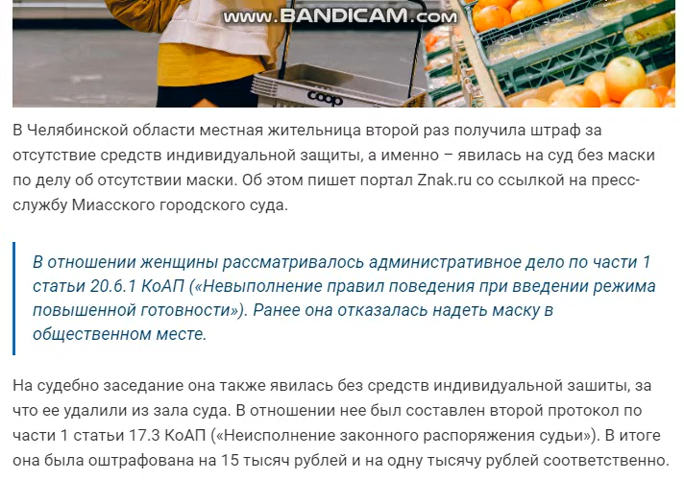 www.BANDICAM.com
coop
В Челябинской области местная жительница второй раз получила штраф за
отсутствие средств индивидуальной защиты, а именно – явилась на суд без маски
по делу об отсутствии маски. Об этом пишет портал Znak.ru со ссылкой на пресс-
службу Миасского городского суда.
В отношении женщины рассматривалось административное дело по части 1
статьи 20.6.1 КоАП («Невыполнение правил поведения при введении режима
повышенной готовности»). Ранее она отказалась надеть маску в
общественном месте.
На судебно заседание она также явилась без средств индивидуальной зашиты, за
что ее удалили из зала суда. В отношении нее был составлен второй протокол по
части 1 статьи 17.3 КоАП («Неисполнение законного распоряжения судьи»). В итоге
она была оштрафована на 15 тысяч рублей и на одну тысячу рублей соответственно.